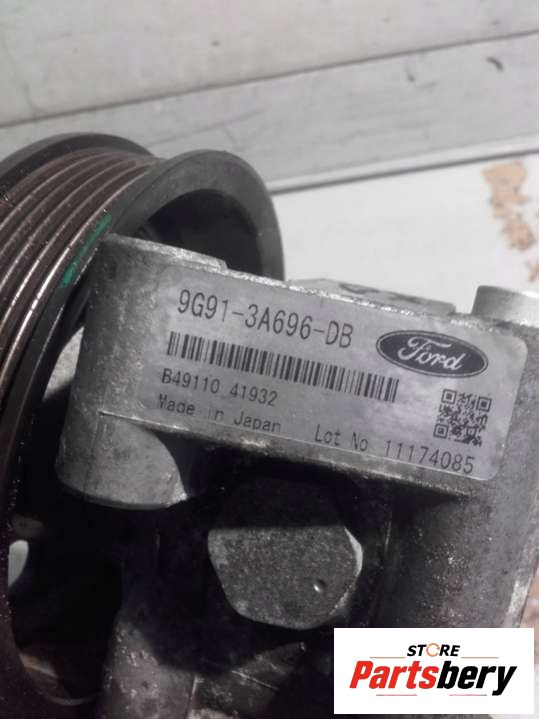 9G91-3A696-DB
Ford
B49110 41932
Made in Japan
Lot No 11174085
STORE
Partsbery